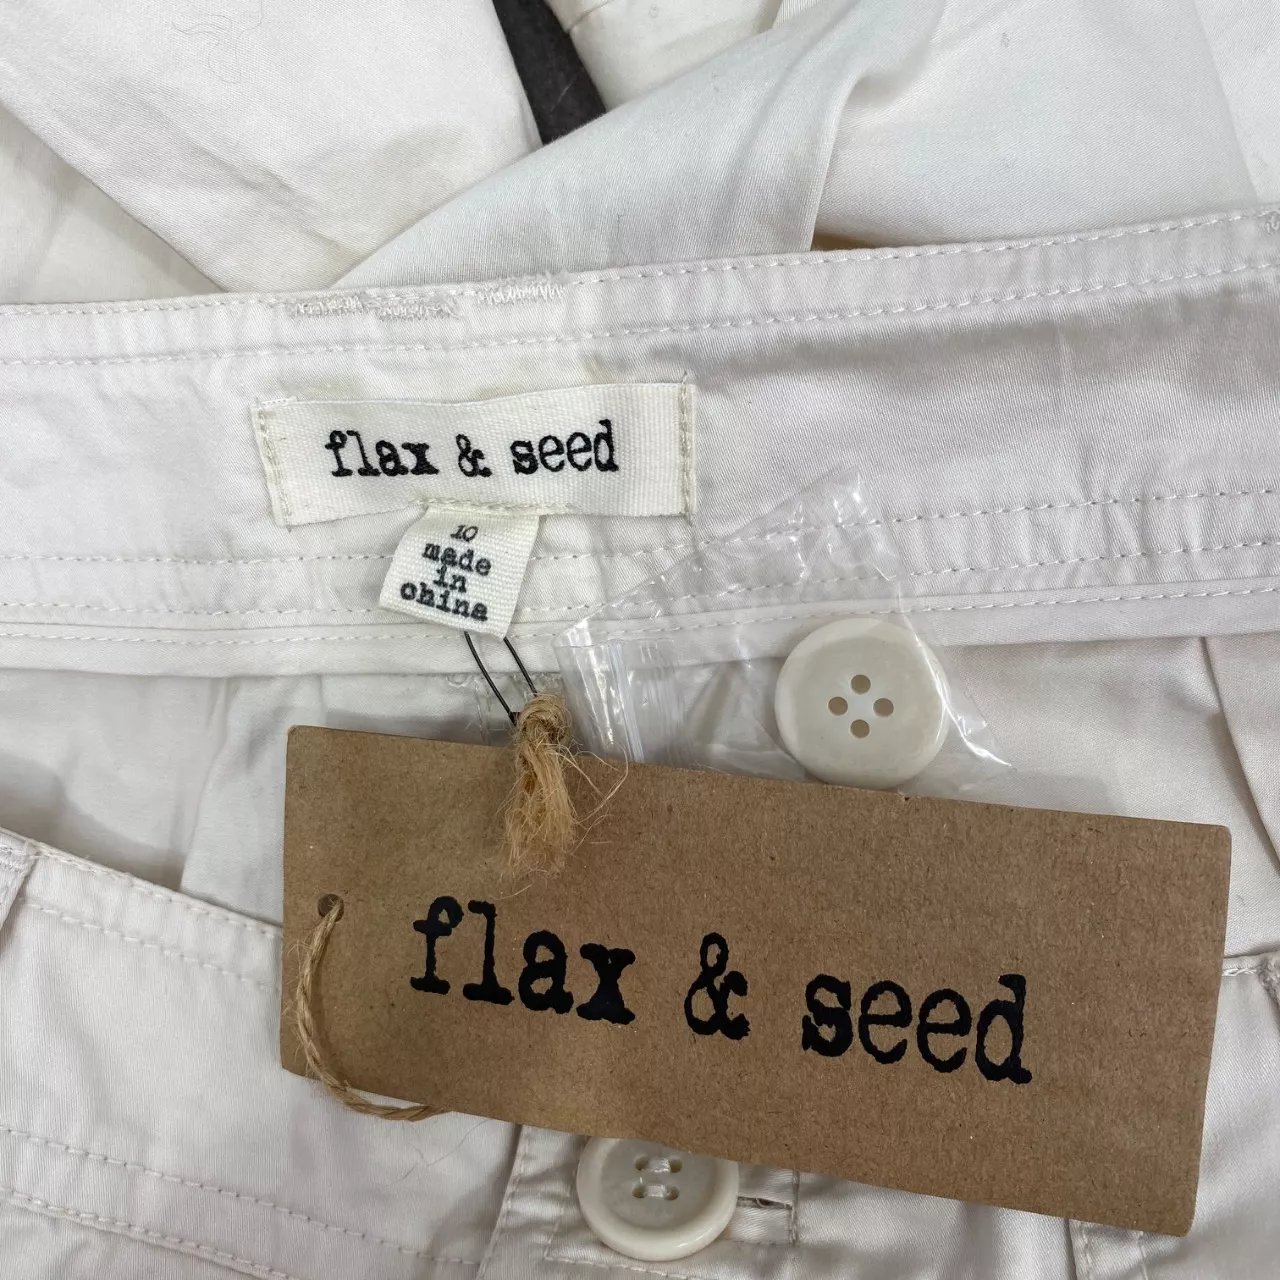 flax & seed
10
made
in
china
flax & seed